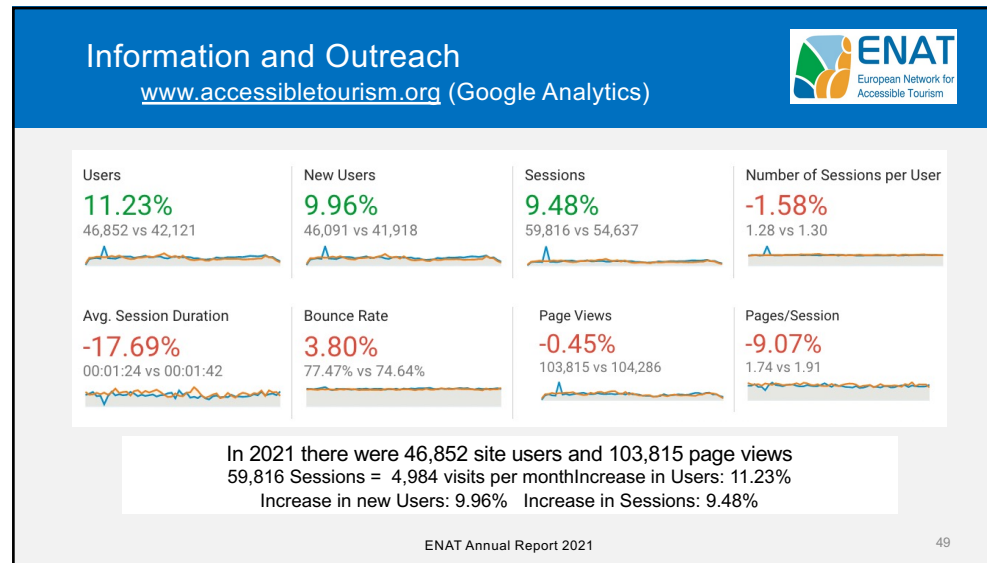 Information and Outreach
www.accessibletourism.org (Google Analytics)
ENAT
European Network for
Accessible Tourism
Users
11.23%
46,852 vs 42,121
New Users
9.96%
46,091 vs 41,918
Sessions
9.48%
59,816 vs 54,637
Number of Sessions per User
-1.58%
1.28 vs 1.30
Avg. Session Duration
-17.69%
00:01:24 vs 00:01:42
Bounce Rate
3.80%
77.47% vs 74.64%
Page Views
-0.45%
103,815 vs 104,286
Pages/Session
-9.07%
1.74 vs 1.91
In 2021 there were 46,852 site users and 103,815 page views
59,816 Sessions = 4,984 visits per monthIncrease in Users: 11.23%
Increase in new Users: 9.96% Increase in Sessions: 9.48%
ENAT Annual Report 2021
49